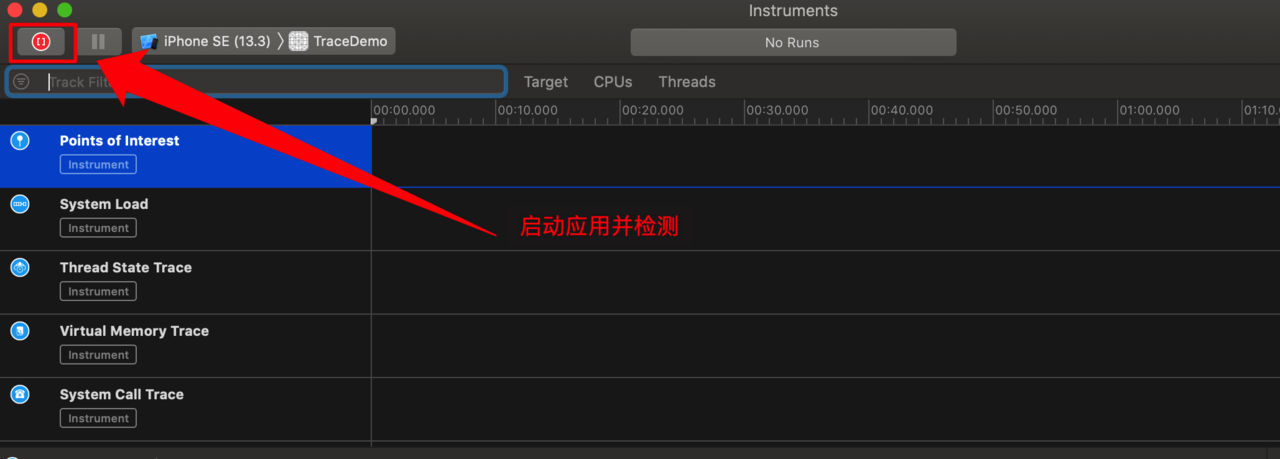 Instruments
iPhone SE (13.3) 〉 TraceDemo
No Runs
Track Filt
Target CPUs Threads
00:00.000 00:10.000 00:20.000 00:30.000 00:40.000 00:50.000 01:00.000 01:10.
Points of Interest
Instrument
System Load
Instrument
启动应用并检测
Thread State Trace
Instrument
Virtual Memory Trace
Instrument
System Call Trace
Instrument